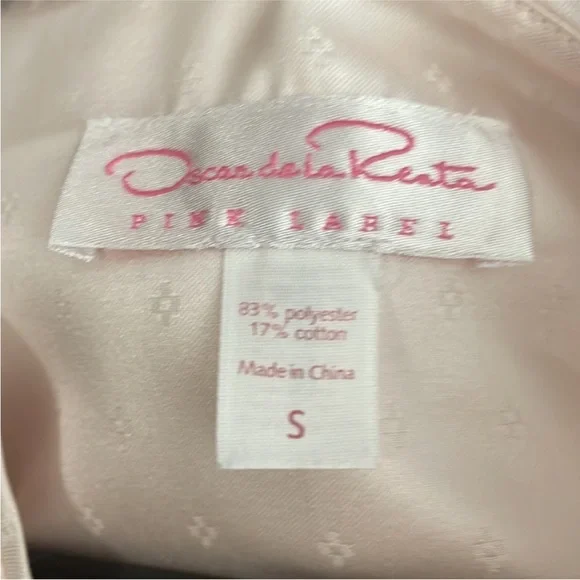 Oscar de la Renta
PINK LABEL
83% polyester
17% cotton
Made in China
S